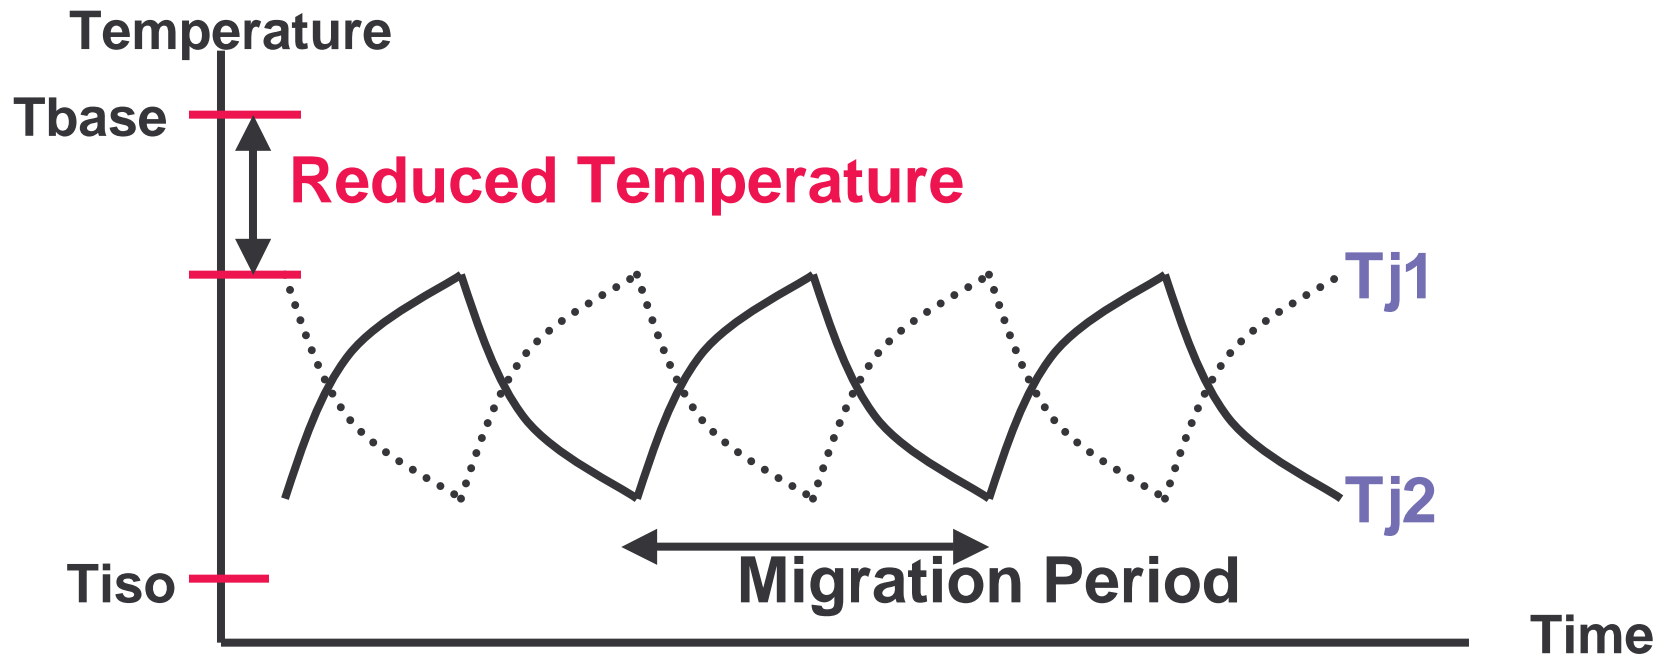 Temperature
Tbase
Reduced Temperature
Tj1
Tj2
Tiso
Migration Period
Time